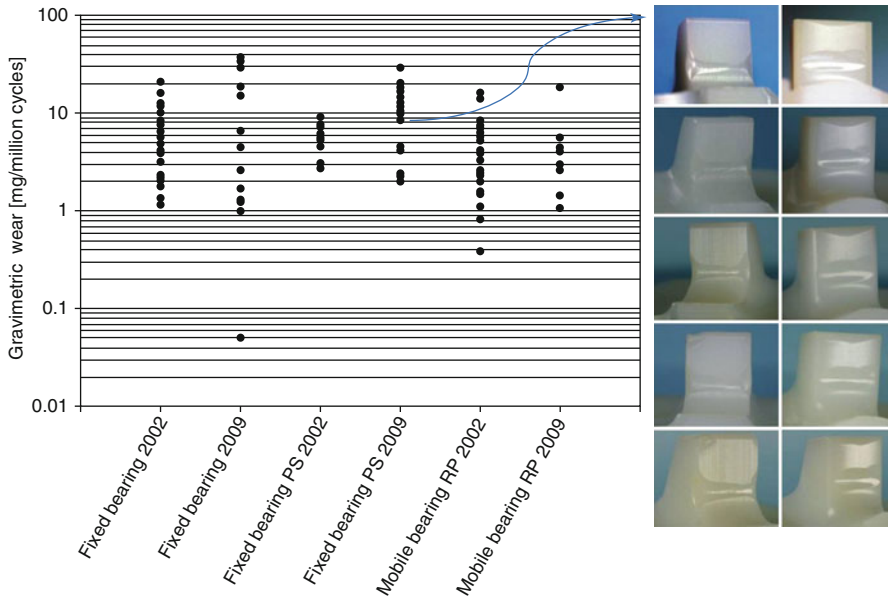 Gravimetric wear [mg/million cycles]
100
10
1
0.1
0.01
Fixed bearing 2002
Fixed bearing 2009
Fixed bearing PS 2002
Fixed bearing PS 2009
Mobile bearing RP 2002
Mobile bearing RP 2009